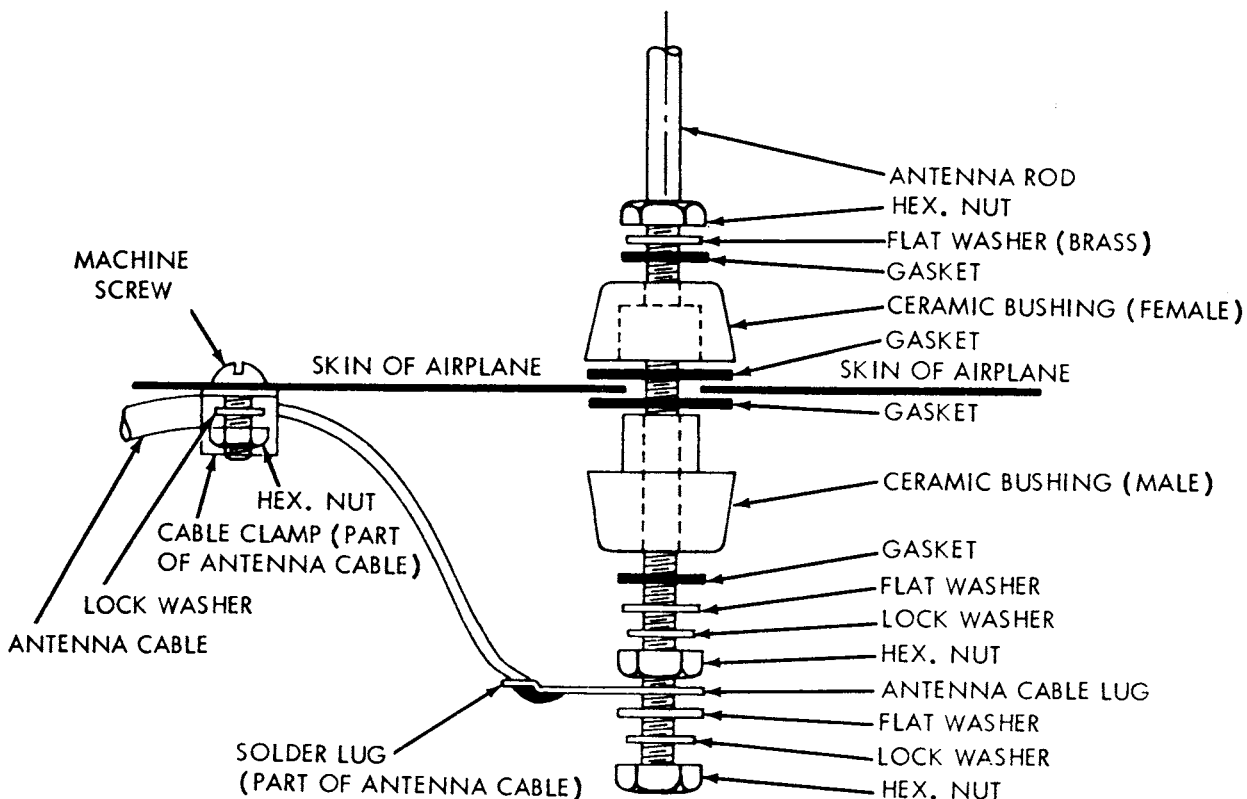 ANTENNA ROD
HEX. NUT
FLAT WASHER (BRASS)
GASKET
CERAMIC BUSHING (FEMALE)
GASKET
SKIN OF AIRPLANE
GASKET
CERAMIC BUSHING (MALE)
GASKET
FLAT WASHER
LOCK WASHER
HEX. NUT
ANTENNA CABLE LUG
FLAT WASHER
LOCK WASHER
HEX. NUT
MACHINE
SCREW
SKIN OF AIRPLANE
HEX. NUT
CABLE CLAMP (PART
OF ANTENNA CABLE)
LOCK WASHER
ANTENNA CABLE
SOLDER LUG
(PART OF ANTENNA CABLE)